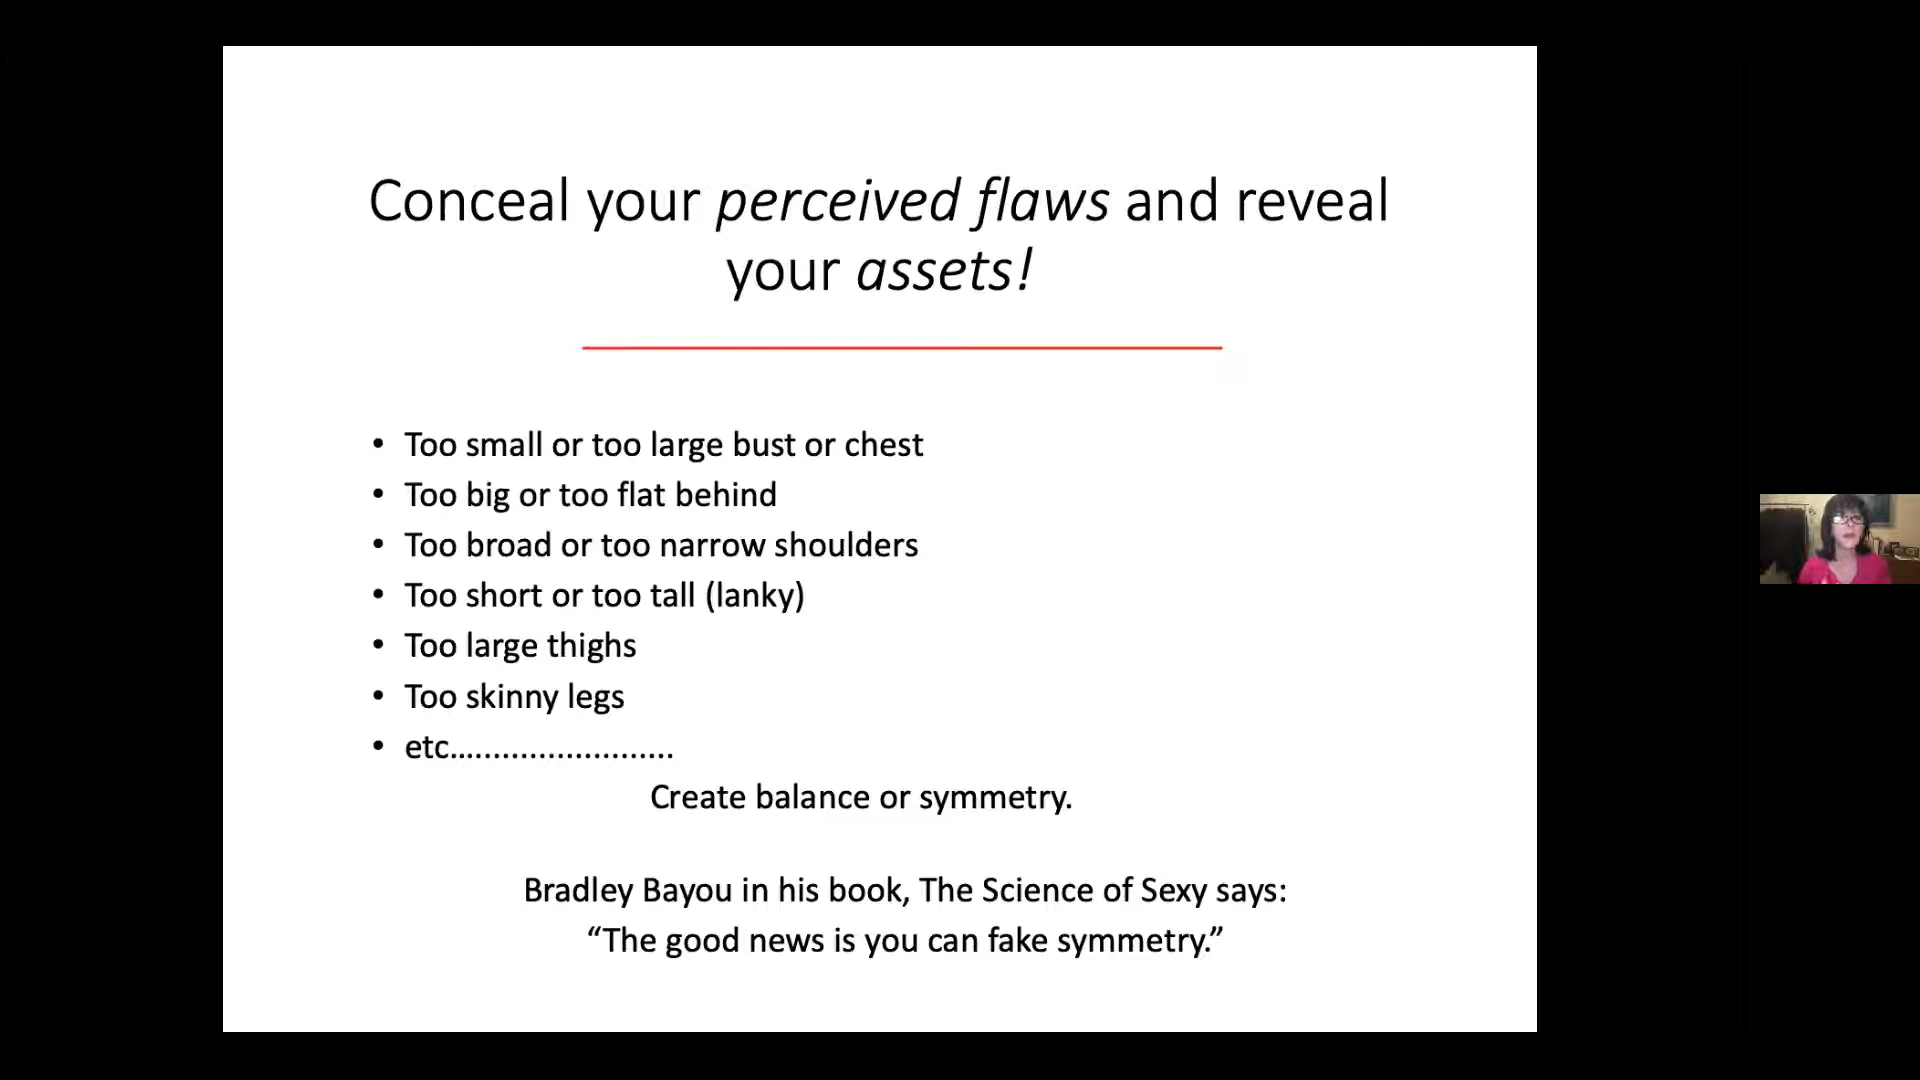 Conceal your perceived flaws and reveal
your assets!
• Too small or too large bust or chest
• Too big or too flat behind
• Too broad or too narrow shoulders
• Too short or too tall (lanky)
• Too large thighs
• Too skinny legs
• etc..........................
Create balance or symmetry.
Bradley Bayou in his book, The Science of Sexy says:
“The good news is you can fake symmetry.”